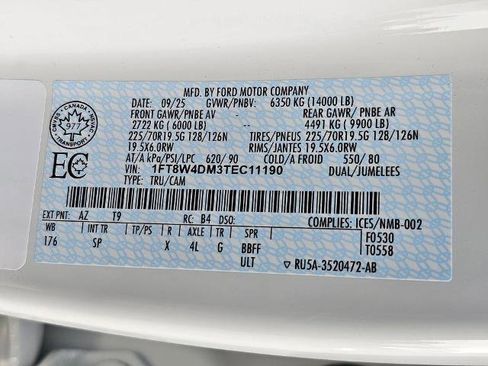 MFD. BY FORD MOTOR COMPANY
DATE: 09/25 GVWR/PNBV: 6350 KG (14000 LB)
FRONT GAWR/PNBE AV - REAR GAWR/ PNBE AR
2722 KG (6000 LB) 4491 KG (9900 LB)
225/70R19.5G 128/126N TIRES/PNEUS 225/70R19.5G 128/126N
19.5X6.0RW RIMS/JANTES 19.5X6.0RW
AT/A kPa/PSI/LPC 620/90 COLD/A FROID 550/80
VIN: 1FT8W4DM3TEC11190 DUAL/JUMELEES
TYPE: TRU/CAM
CANADA
977
TRANSPORT
EC
EXT PNT: AZ T9 RC: B4 DSO: COMPLIES: ICES/NMB-002
WB TP/PS R AXLE TR SPR F0530
176 SP X 4L G BBFF T0558
ULT RU5A-3520472-AB